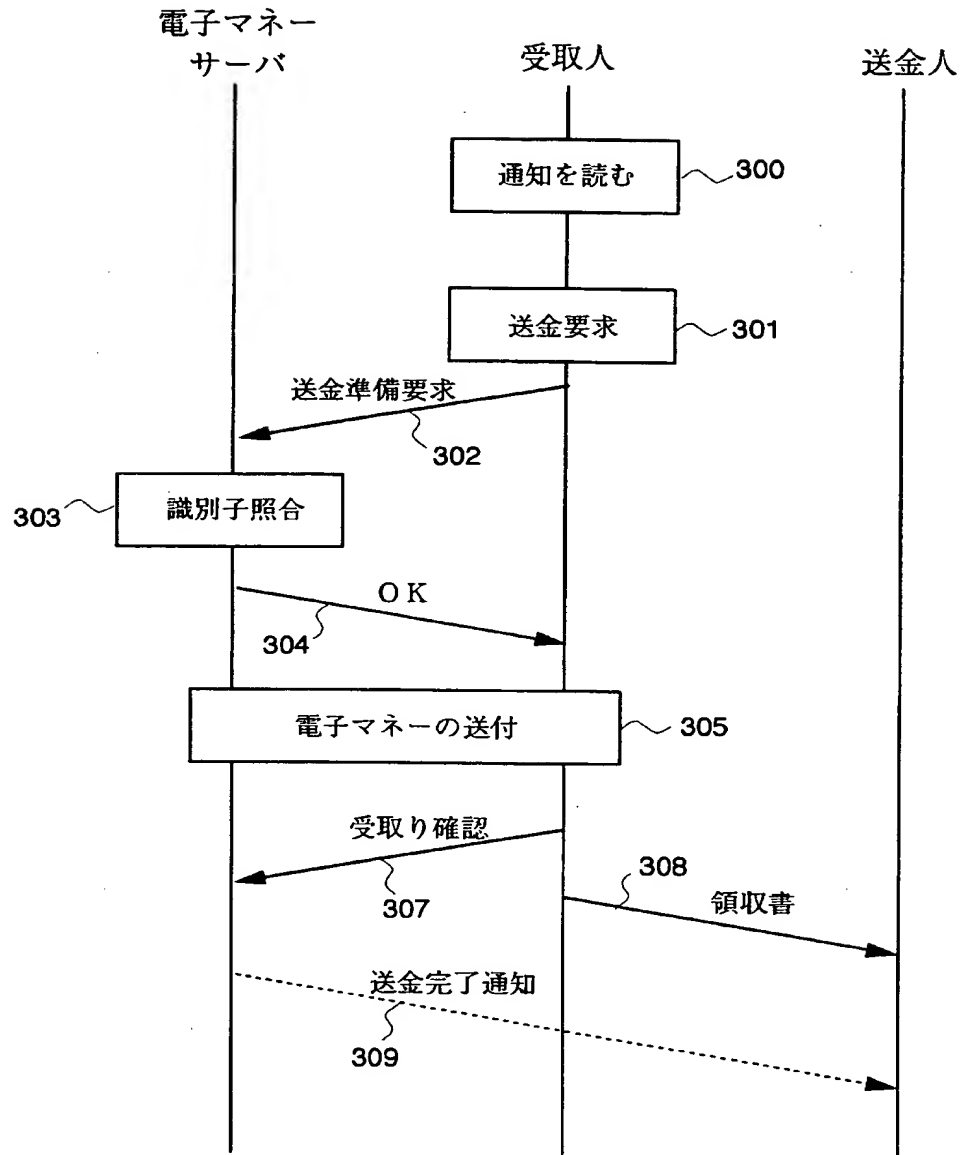 電子マネー
サーバ
受取人
送金人
通知を読む
300
送金要求
301
送金準備要求
302
303
識別子照合
OK
304
電子マネーの送付
305
受取り確認
307
308
領収書
送金完了通知
309